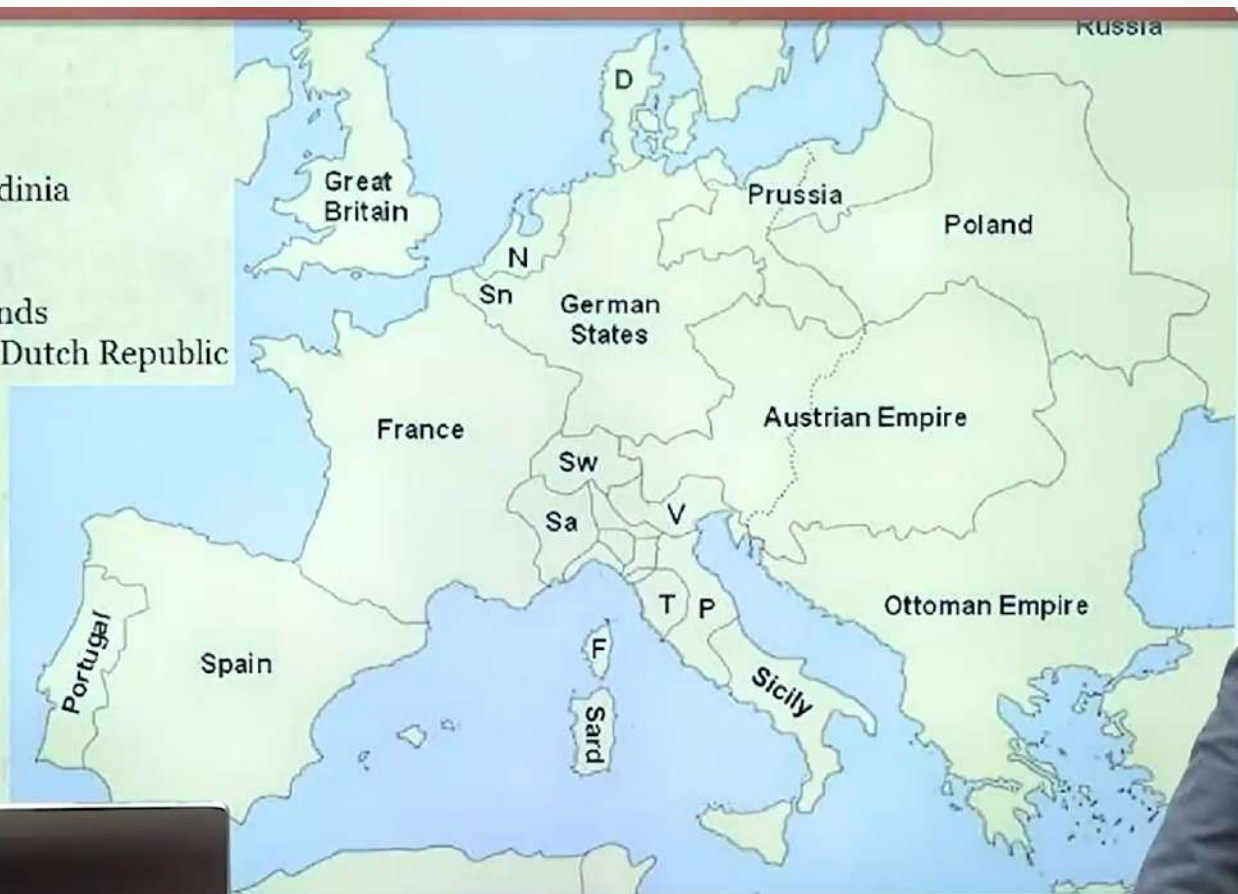 dinia
nds
Dutch Republic
Russia
D
Great
Britain
Prussia
Poland
N
Sn
German
States
France
Austrian Empire
Sw
Sa
V
T
P
Ottoman Empire
Portugal
Spain
F
Sard
Sicily